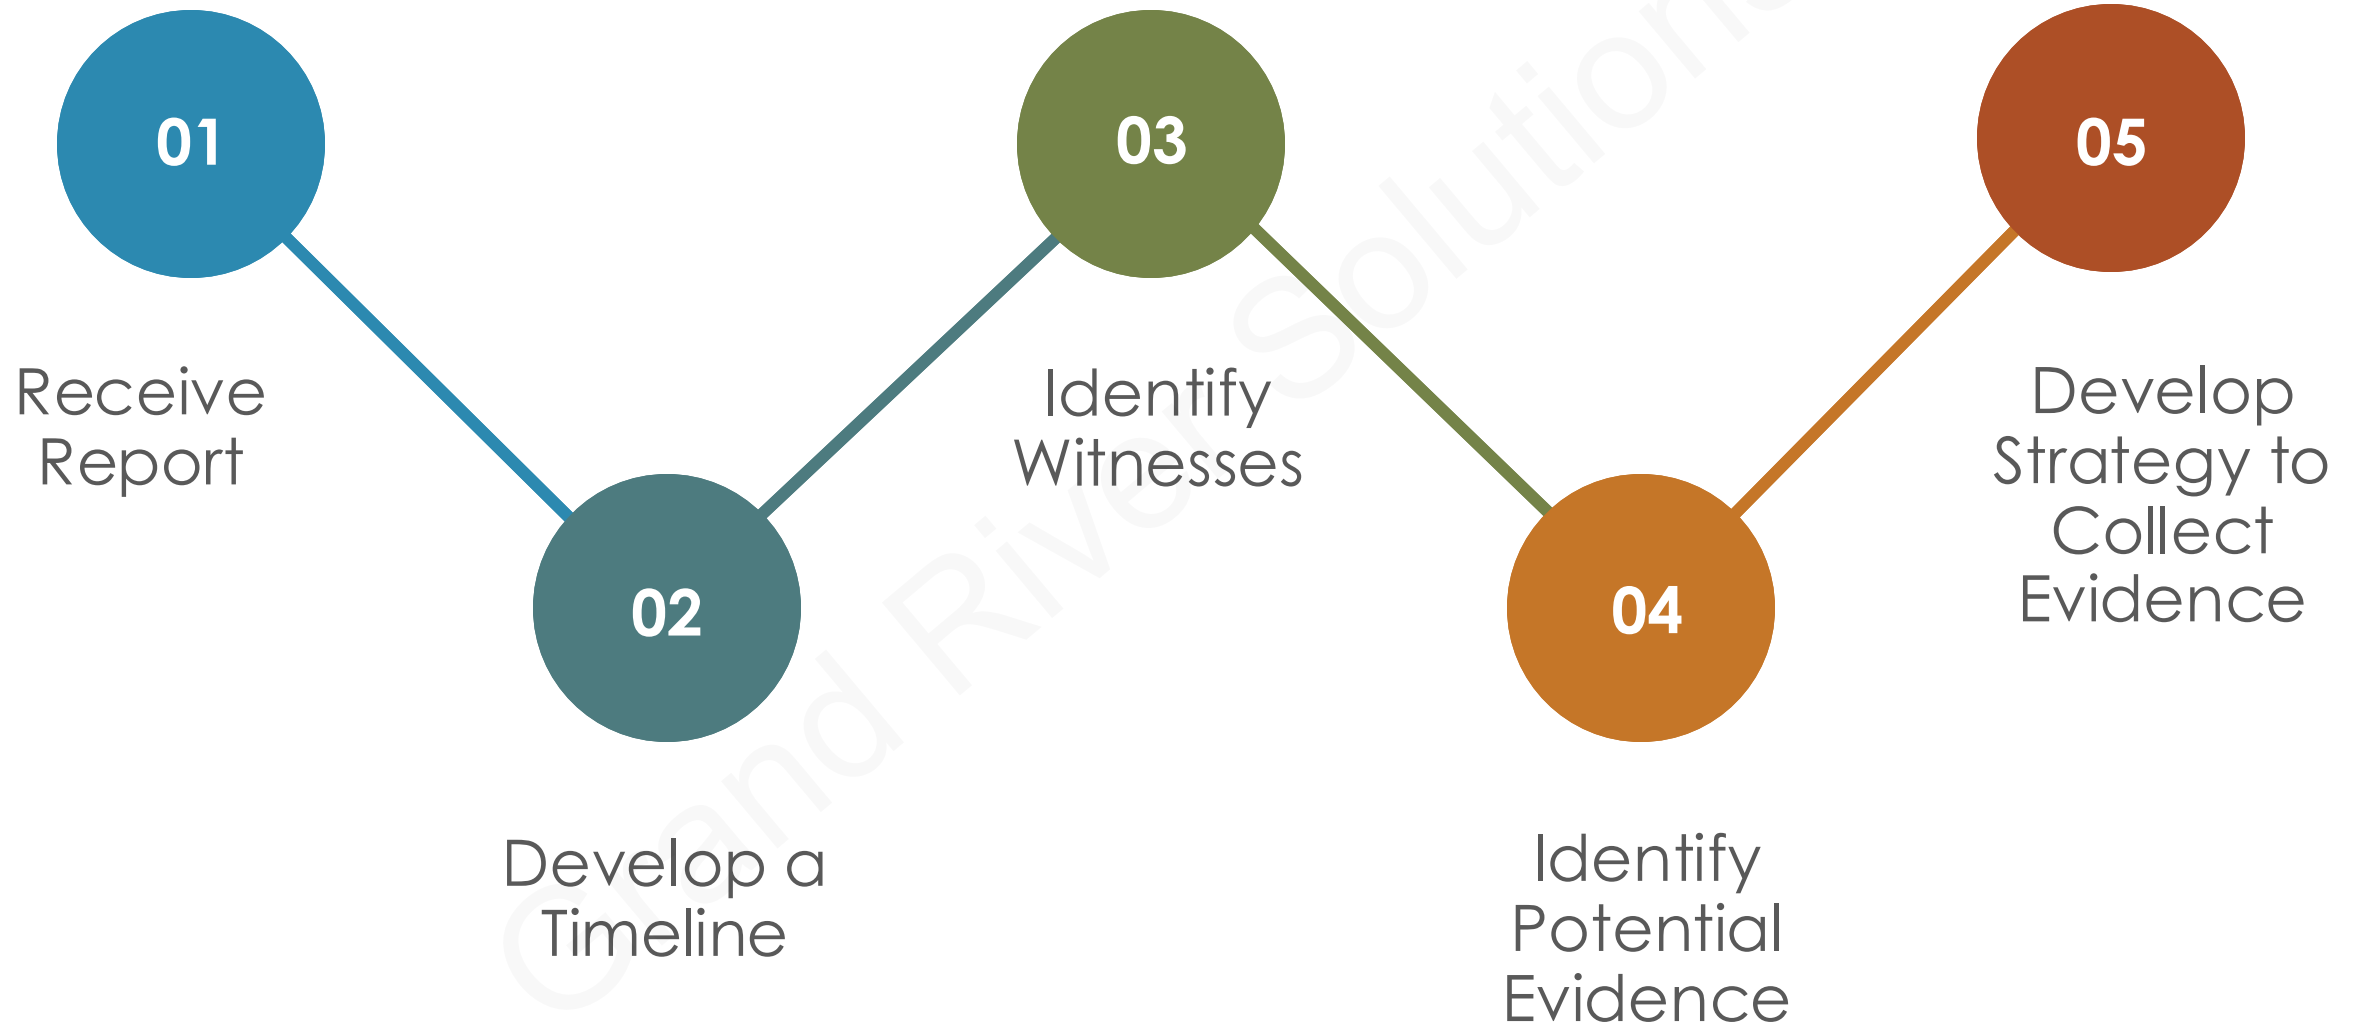 01
Receive
Report
02
Develop a
Timeline
03
Identify
Witnesses
04
Identify
Potential
Evidence
05
Develop
Strategy to
Collect
Evidence
Grand River Solutions